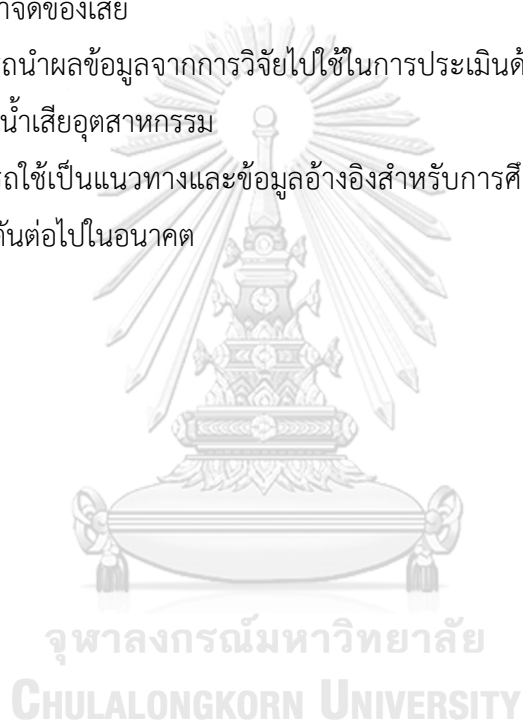 จัดของเสีย
ถนำผลข้อมูลจากการวิจัยไปใช้ในการประเมินด้
น้ำเสียอุตสาหกรรม
รถใช้เป็นแนวทางและข้อมูลอ้างอิงสำหรับการศึ
กันต่อไปในอนาคต
จุฬาลงกรณ์มหาวิทยาลัย
CHULALONGKORN UNIVERSITY